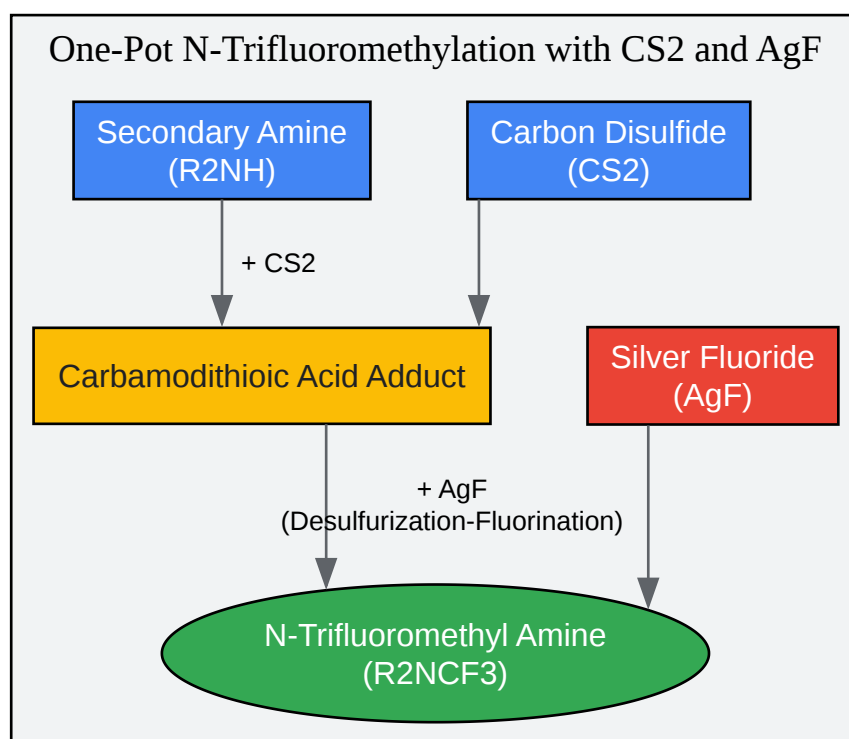 One-Pot N-Trifluoromethylation with CS2 and AgF
Secondary Amine
(R2NH)
Carbon Disulfide
(CS2)
+ CS2
Carbamodithioic Acid Adduct
Silver Fluoride
(AgF)
+ AgF
(Desulfurization-Fluorination)
N-Trifluoromethyl Amine
(R2NCF3)